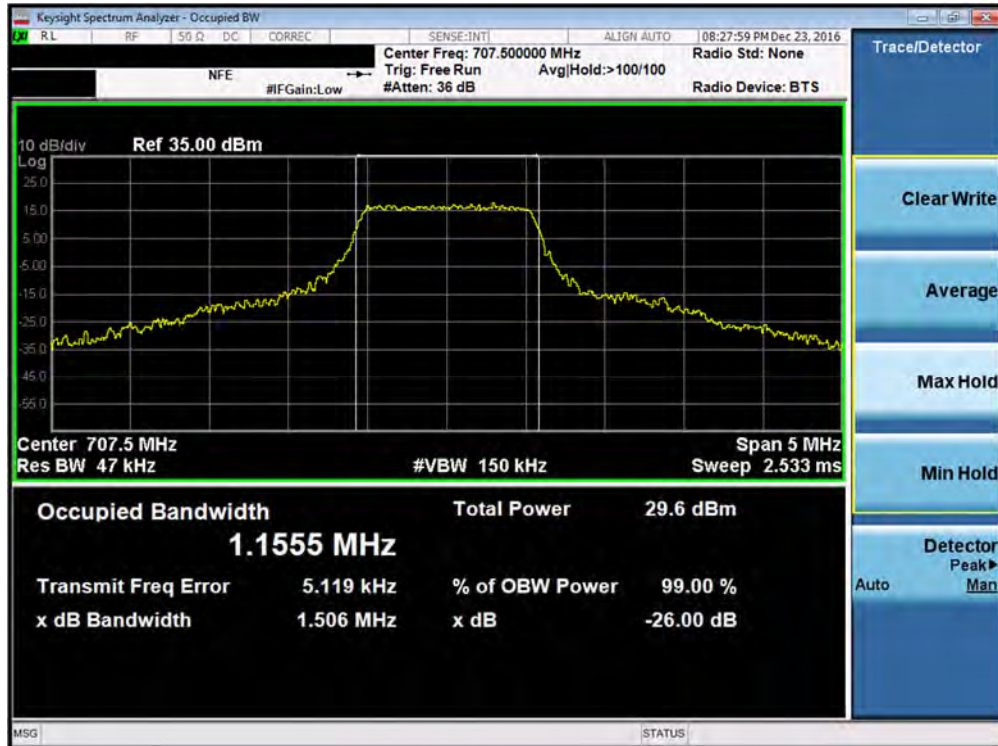 Keysight Spectrum Analyzer - Occupied BW
LXI RL RF 50 Ω DC CORREC SENSE:INT ALIGN AUTO 08:27:59 PM Dec 23, 2016
Center Freq: 707.500000 MHz Radio Std: None
NFE Trig: Free Run Avg|Hold:>100/100
#IFGain:Low #Atten: 36 dB Radio Device: BTS
10 dB/div Ref 35.00 dBm
Log
25.0
15.0
5.00
-5.00
-15.0
-25.0
-35.0
-45.0
-55.0
Center 707.5 MHz Span 5 MHz
Res BW 47 kHz #VBW 150 kHz Sweep 2.533 ms
Occupied Bandwidth Total Power 29.6 dBm
1.1555 MHz
Transmit Freq Error 5.119 kHz % of OBW Power 99.00 %
x dB Bandwidth 1.506 MHz x dB -26.00 dB
MSG STATUS
Trace/Detector
Clear Write
Average
Max Hold
Min Hold
Detector
Peak▶
Auto Man